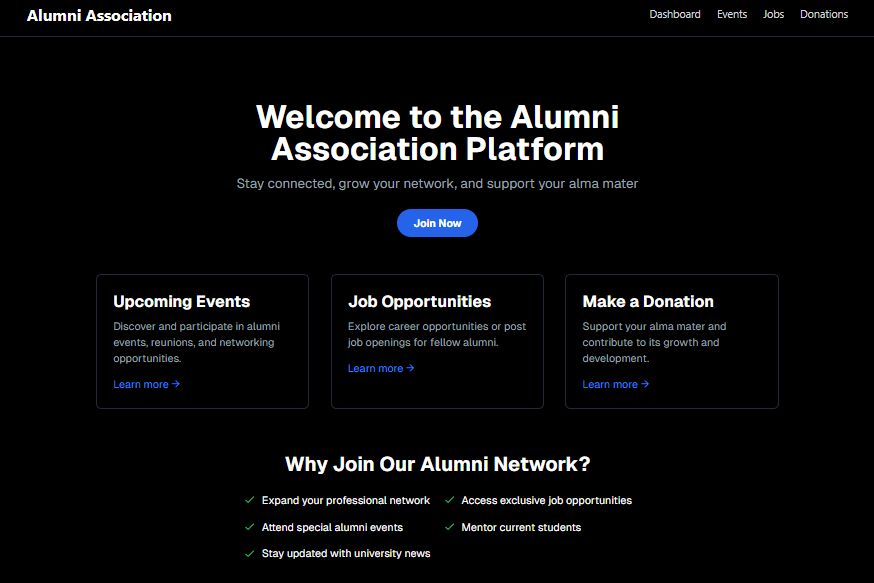 Alumni Association
Dashboard Events Jobs Donations
Welcome to the Alumni
Association Platform
Stay connected, grow your network, and support your alma mater
Join Now
Upcoming Events
Discover and participate in alumni
events, reunions, and networking
opportunities.
Learn more →
Job Opportunities
Explore career opportunities or post
job openings for fellow alumni.
Learn more →
Make a Donation
Support your alma mater and
contribute to its growth and
development.
Learn more →
Why Join Our Alumni Network?
Expand your professional network
Access exclusive job opportunities
Attend special alumni events
Mentor current students
Stay updated with university news